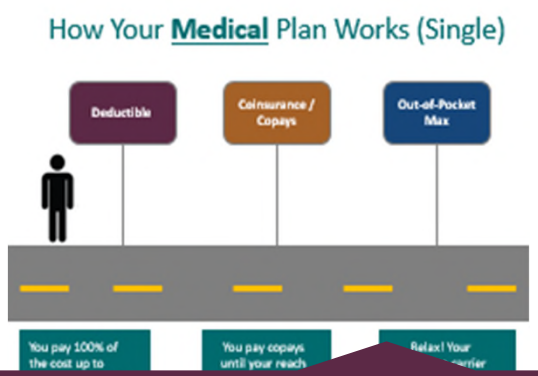 How Your Medical Plan Works (Single)
Deductible
Coinsurance /
Copays
Out-of-Pocket
Max
You pay 100% of
the cost up to
You pay copays
until your reach
Relax! Your
carrier